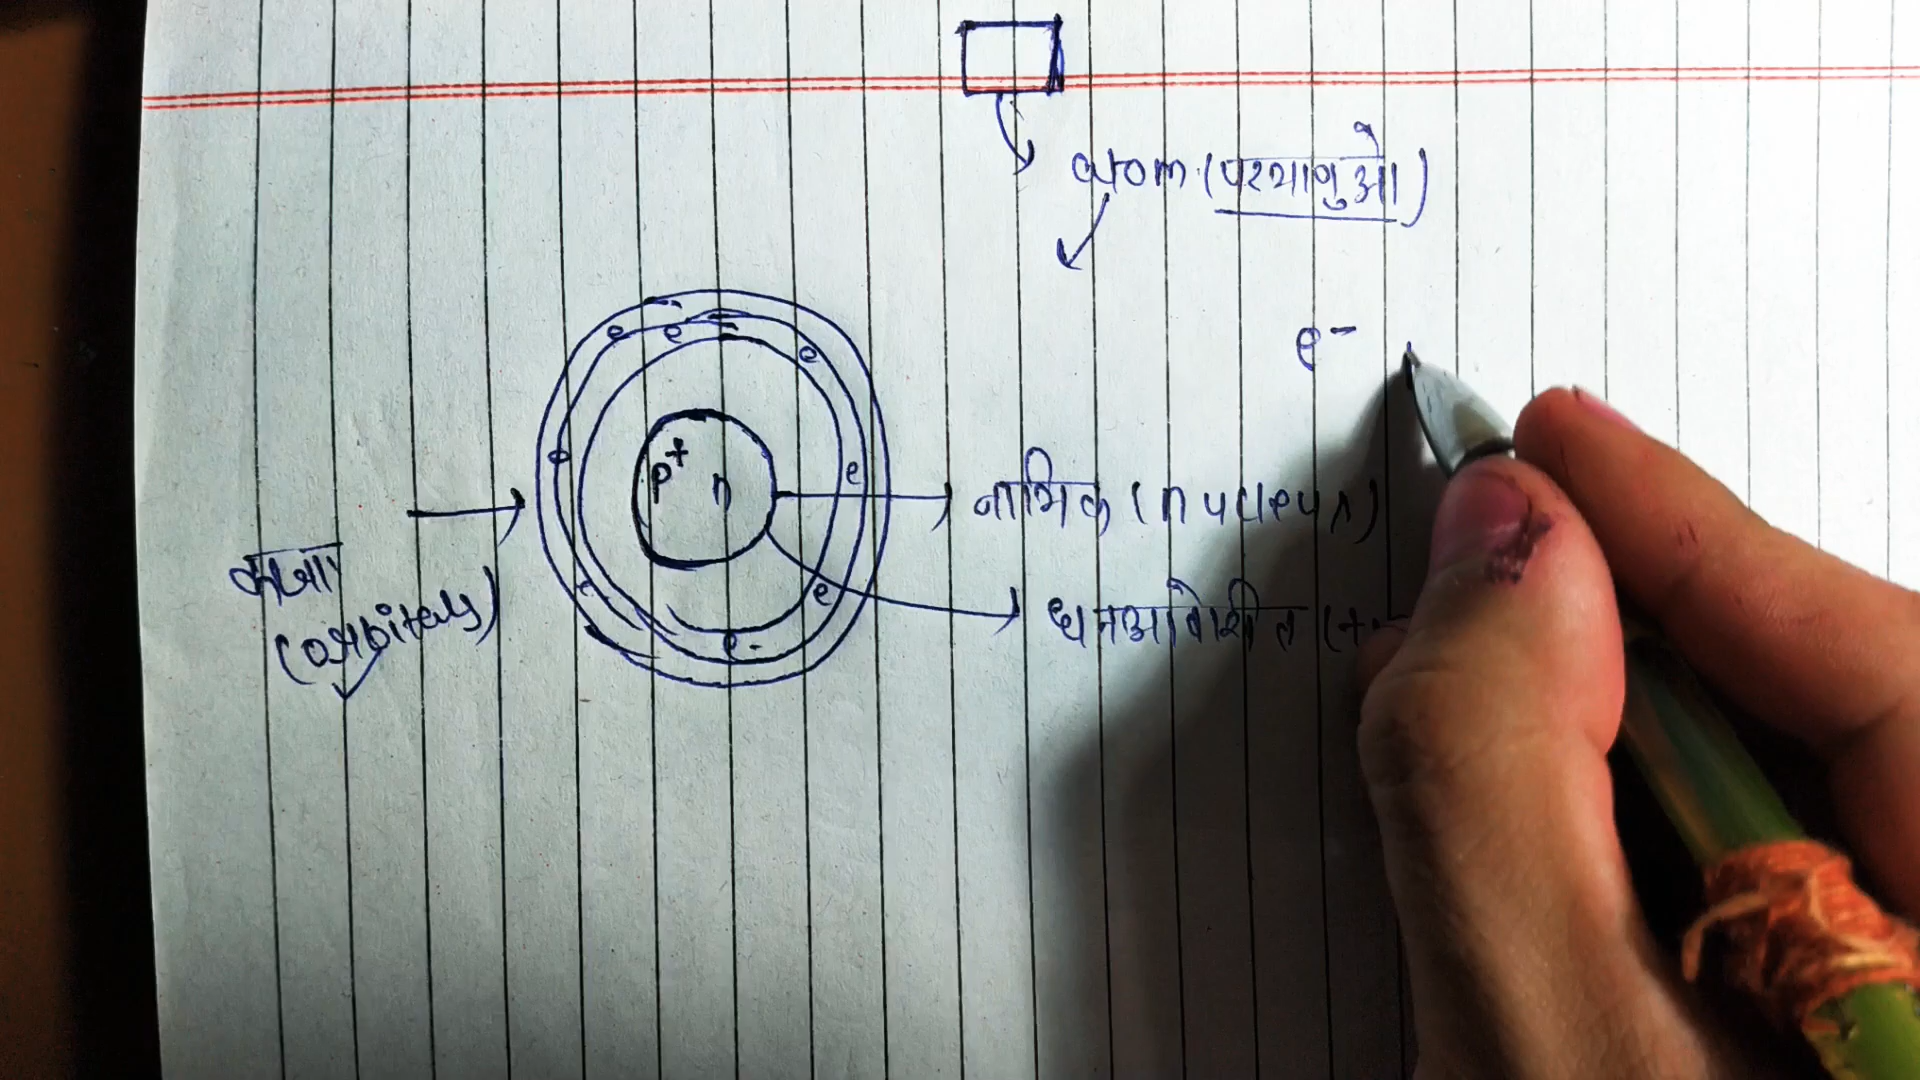 atom (परमाणुओ)
e⁻
e e e
p⁺ n e
नाभिक (nucleus)
कक्षा
(orbitals)
e e
धनआवेशीत (+
e-